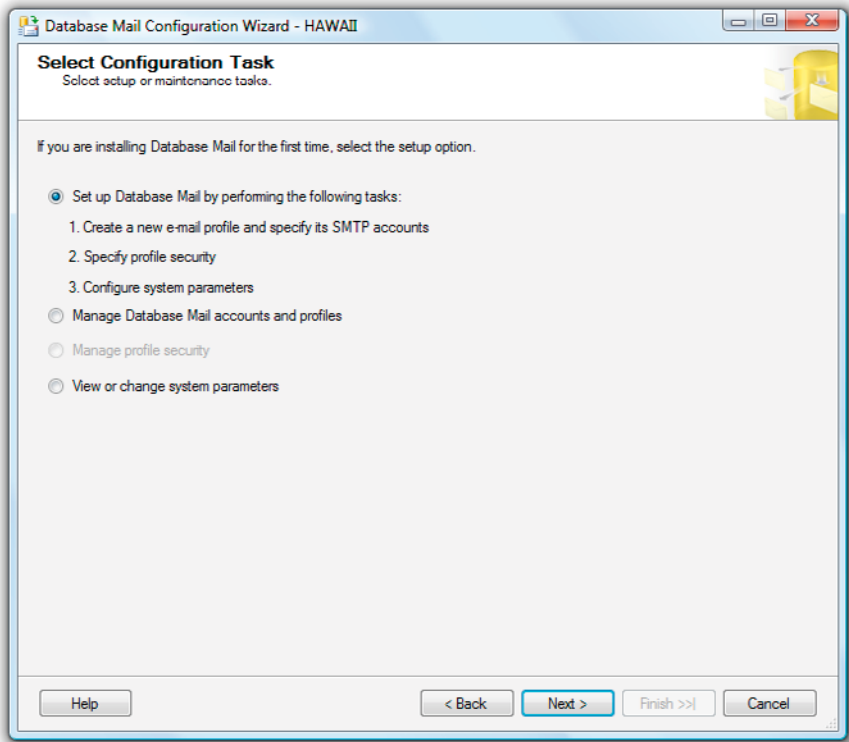 Database Mail Configuration Wizard - HAWAII
Select Configuration Task
Select setup or maintenance tasks.
If you are installing Database Mail for the first time, select the setup option.
Set up Database Mail by performing the following tasks:
1. Create a new e-mail profile and specify its SMTP accounts
2. Specify profile security
3. Configure system parameters
Manage Database Mail accounts and profiles
Manage profile security
View or change system parameters
Help < Back Next > Finish >>| Cancel